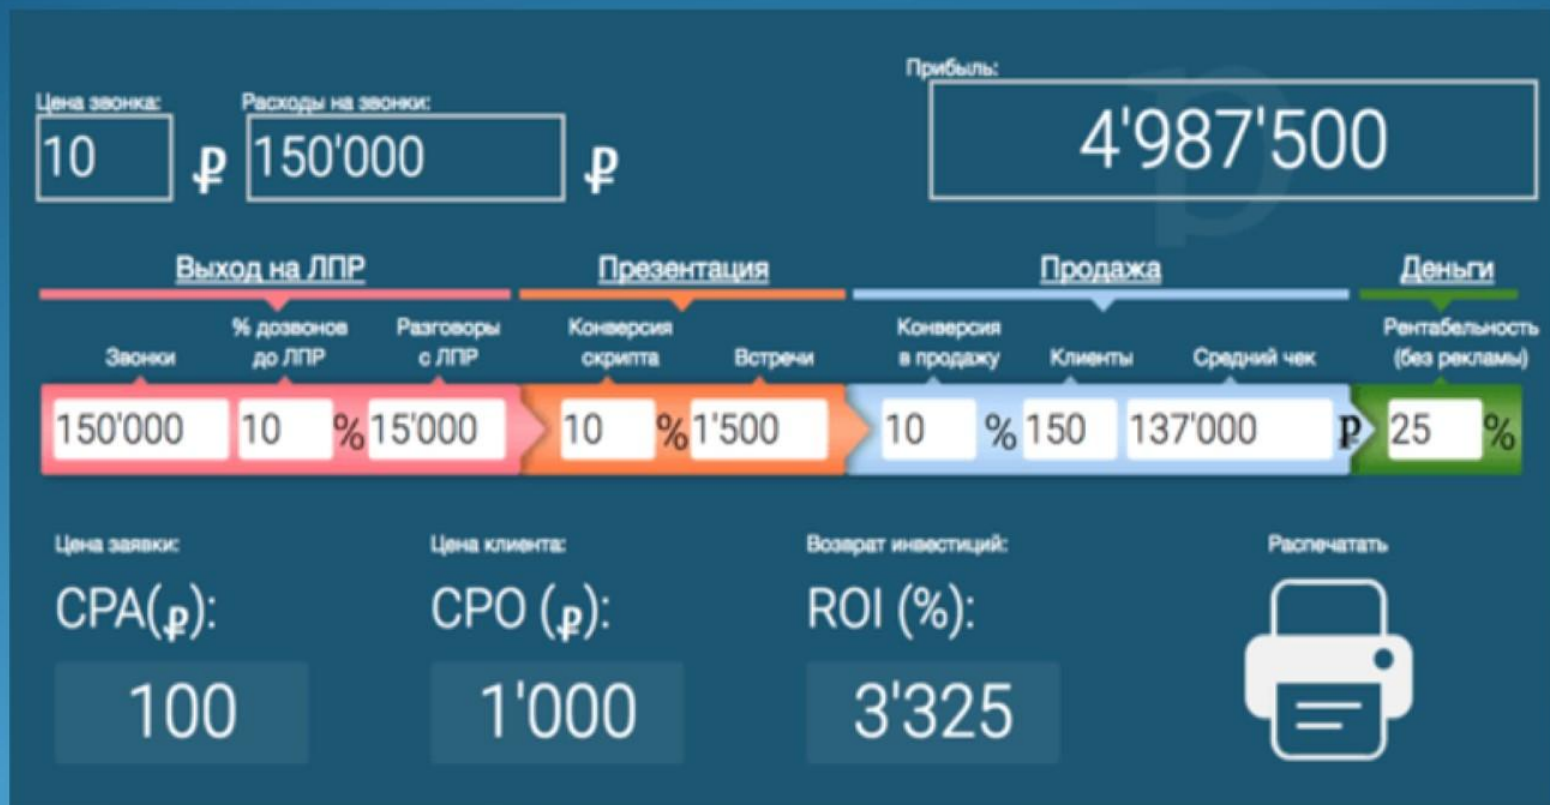 Прибыль:
Цена звонка: Расходы на звонки:
10 ₽ 150'000 ₽
4'987'500
Выход на ЛПР Презентация Продажа Деньги
Звонки
% дозвонов
до ЛПР
Разговоры
с ЛПР
Конверсия
скрипта
Встречи
Конверсия
в продажу
Клиенты
Средний чек
Рентабельность
(без рекламы)
150'000 10 % 15'000 10 % 1'500 10 % 150 137'000 ₽ 25 %
Цена заявки: Цена клиента: Возврат инвестиций: Распечатать
CPA(₽): CPO (₽): ROI (%):
100 1'000 3'325